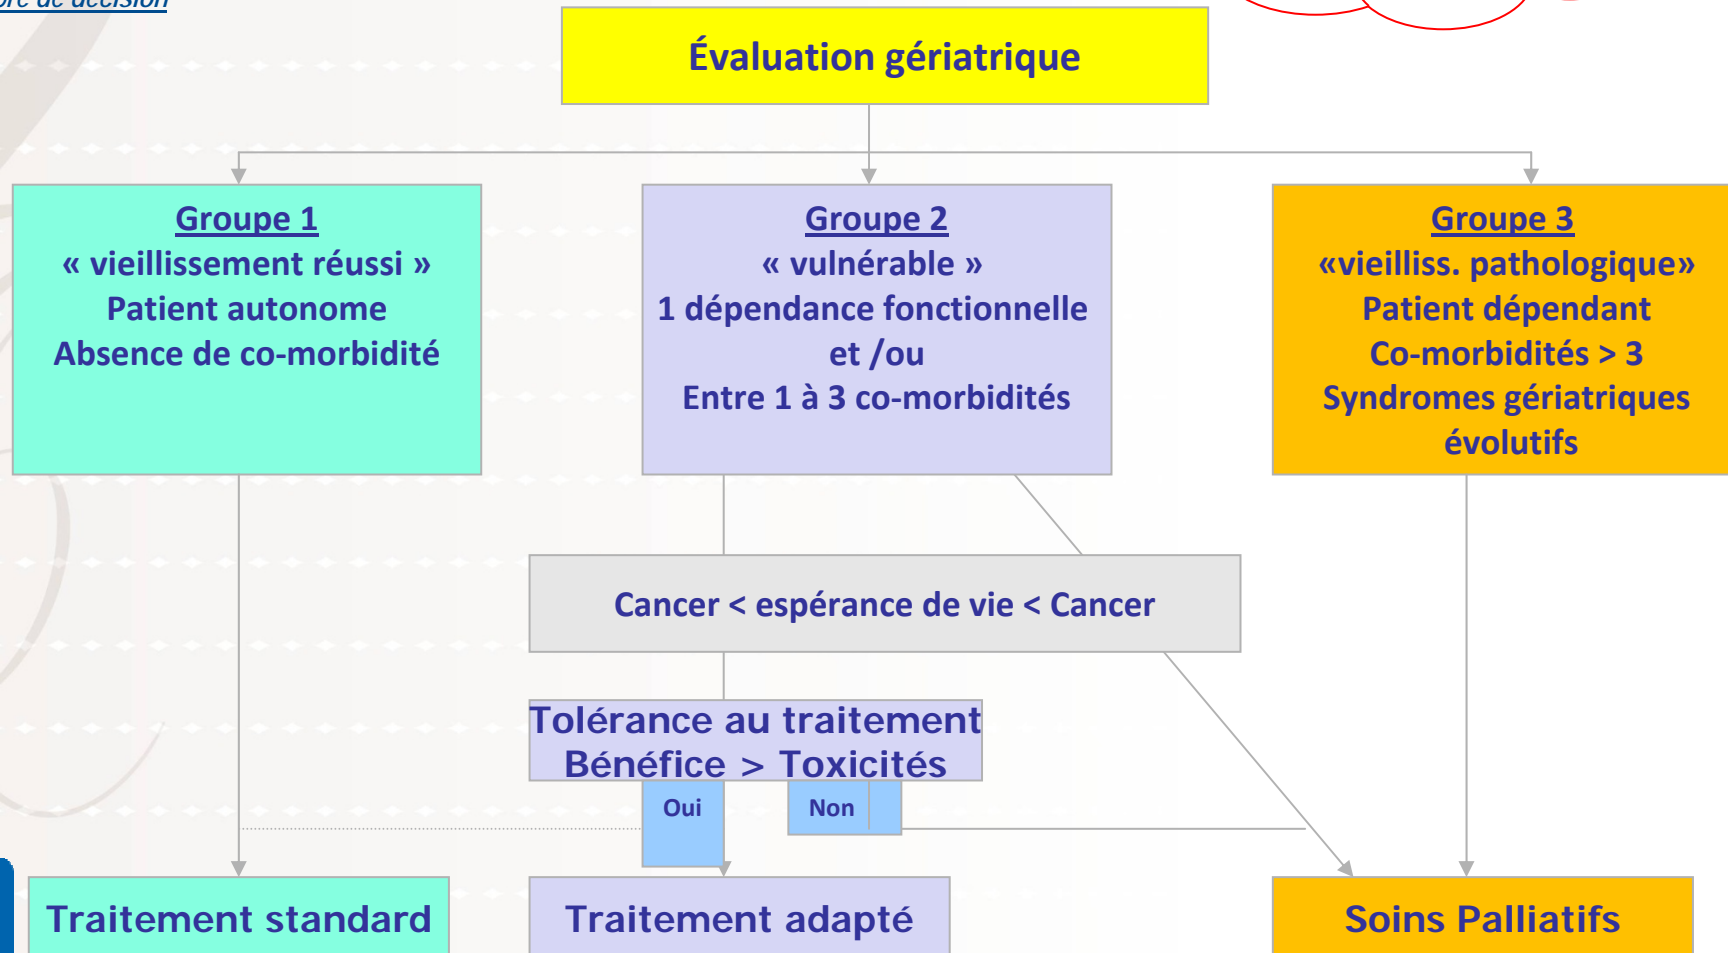 de décision
Évaluation gériatrique
Groupe 1
« vieillissement réussi »
Patient autonome
Absence de co-morbidité
Groupe 2
« vulnérable »
1 dépendance fonctionnelle
et /ou
Entre 1 à 3 co-morbidités
Groupe 3
«vieilliss. pathologique»
Patient dépendant
Co-morbidités > 3
Syndromes gériatriques
évolutifs
Cancer < espérance de vie < Cancer
Tolérance au traitement
Bénéfice > Toxicités
Oui
Non
Traitement standard
Traitement adapté
Soins Palliatifs